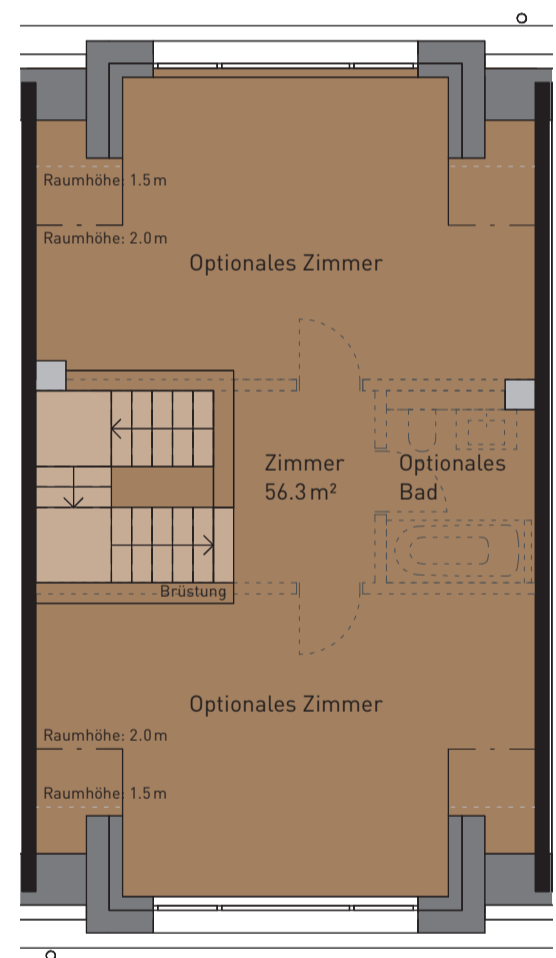 Raumhöhe: 1.5 m
Raumhöhe: 2.0 m
Optionales Zimmer
Zimmer
56.3 m²
Optionales
Bad
Brüstung
Optionales Zimmer
Raumhöhe: 2.0 m
Raumhöhe: 1.5 m